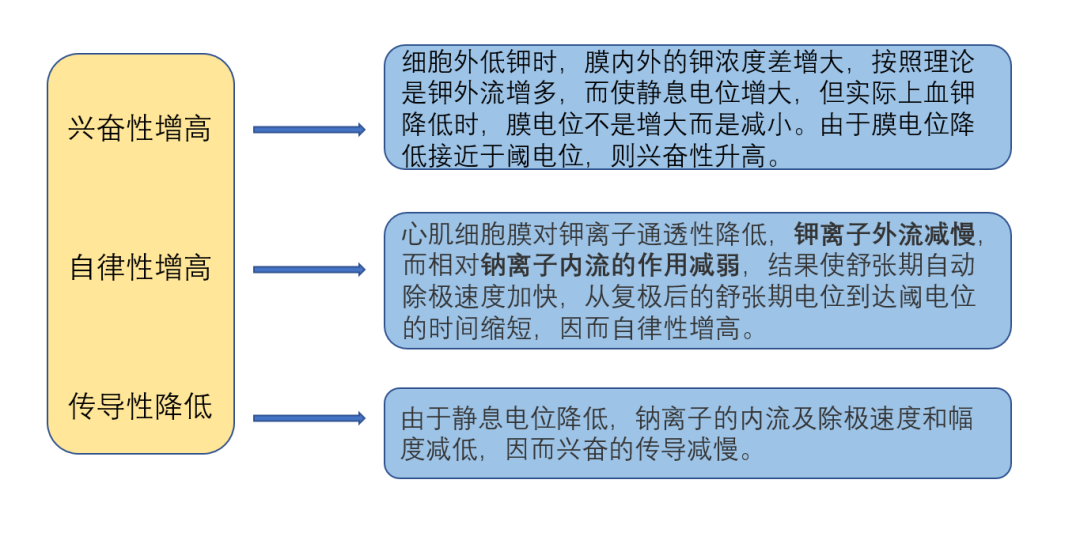 兴奋性增高
细胞外低钾时，膜内外的钾浓度差增大，按照理论
是钾外流增多，而使静息电位增大，但实际上血钾
降低时，膜电位不是增大而是减小。由于膜电位降
低接近于阈电位，则兴奋性升高。
自律性增高
心肌细胞膜对钾离子通透性降低，钾离子外流减慢，
而相对钠离子内流的作用减弱，结果使舒张期自动
除极速度加快，从复极后的舒张期电位到达阈电位
的时间缩短，因而自律性增高。
传导性降低
由于静息电位降低，钠离子的内流及除极速度和幅
度减低，因而兴奋的传导减慢。